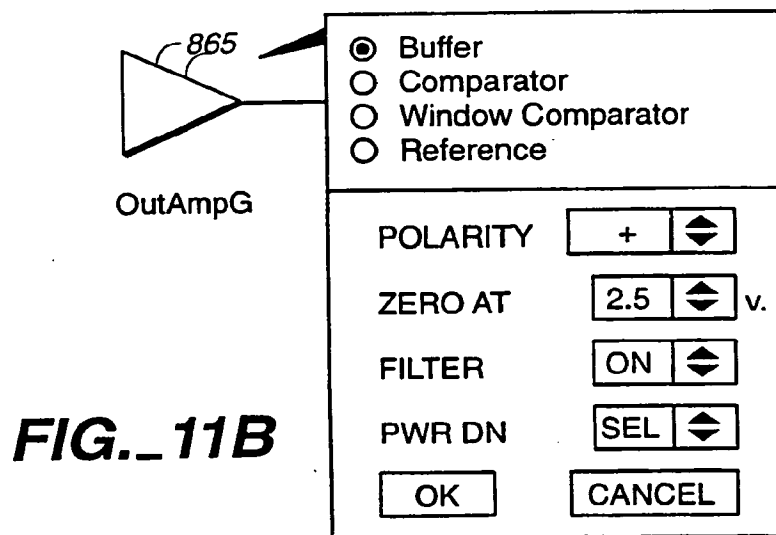 865
OutAmpG
Buffer
Comparator
Window Comparator
Reference
POLARITY +
ZERO AT 2.5 v.
FILTER ON
PWR DN SEL
OK CANCEL
FIG._11B